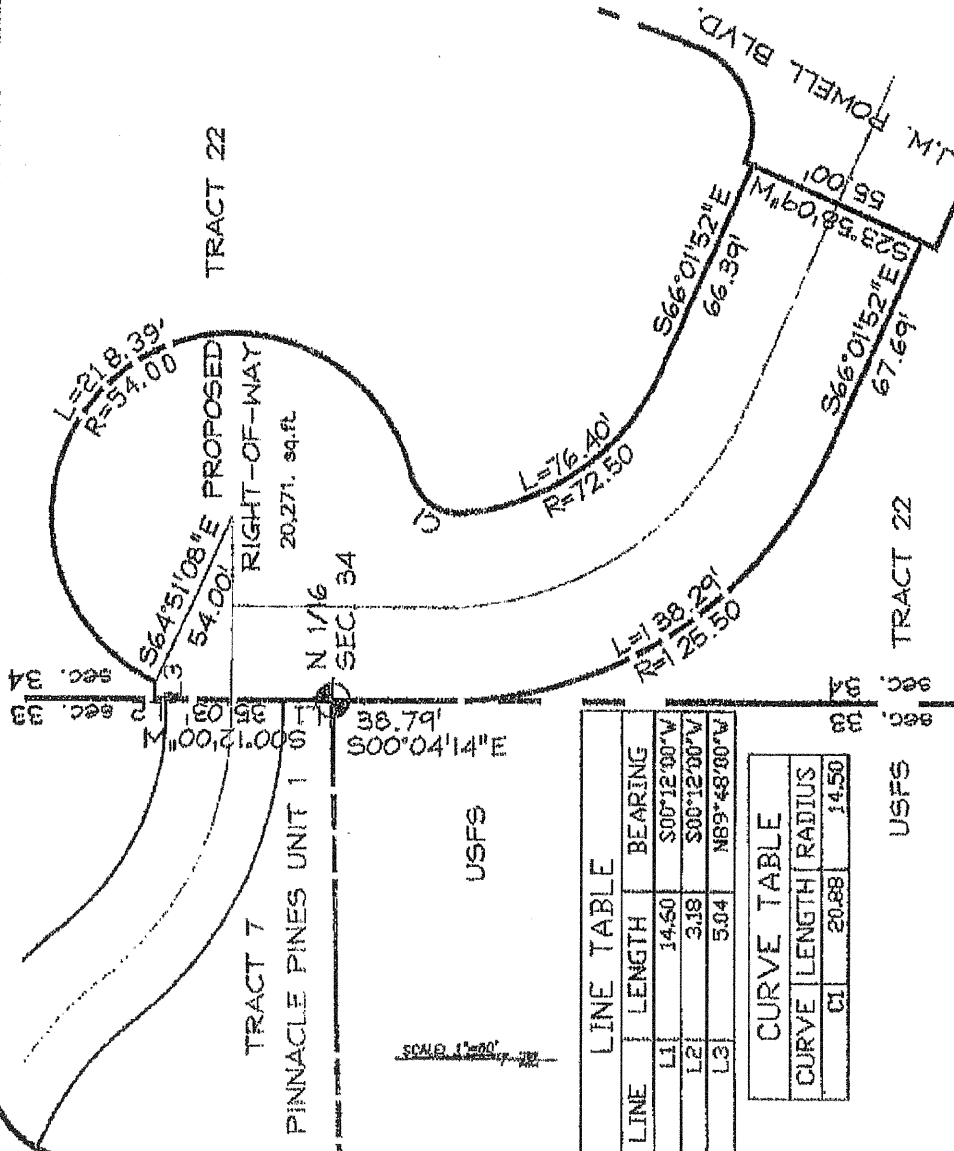 TRACT 22
L=218.39'
R=54.00
S64°51'08"E
54.00'
PROPOSED
RIGHT-OF-WAY
20,271. sq.ft.
J.W. POWELL BLVD.
S66°01'52"E
66.39'
55.00'
S23°58'09"W
S66°01'52"E
67.69'
L=76.40'
R=72.50
L=138.29'
R=125.50
N 1/16
SEC. 34
sec. 34
sec. 33
L3
35.03'
S00°12'00"W
L1
38.79'
S00°04'14"E
TRACT 7
PINNACLE PINES UNIT 1
USFS
TRACT 22
sec. 34
sec. 33
USFS
LINE TABLE
LINE LENGTH BEARING
L1 14.60 S00°12'00"W
L2 3.18 S00°12'00"W
L3 5.04 N89°48'00"W
CURVE TABLE
CURVE LENGTH RADIUS
C1 20.88 14.50